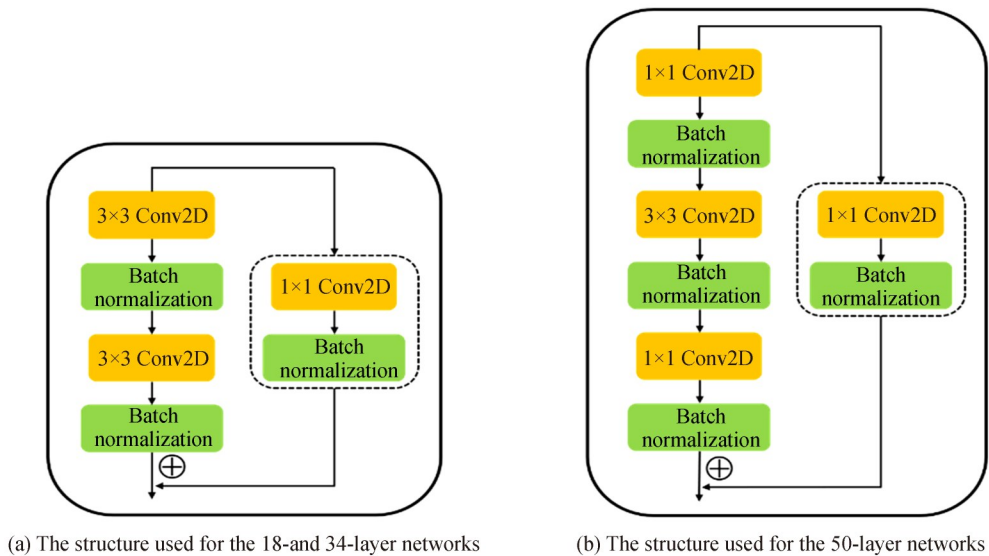 3×3 Conv2D
Batch
normalization
3×3 Conv2D
Batch
normalization
1×1 Conv2D
Batch
normalization
(a) The structure used for the 18-and 34-layer networks
1×1 Conv2D
Batch
normalization
3×3 Conv2D
Batch
normalization
1×1 Conv2D
Batch
normalization
1×1 Conv2D
Batch
normalization
(b) The structure used for the 50-layer networks